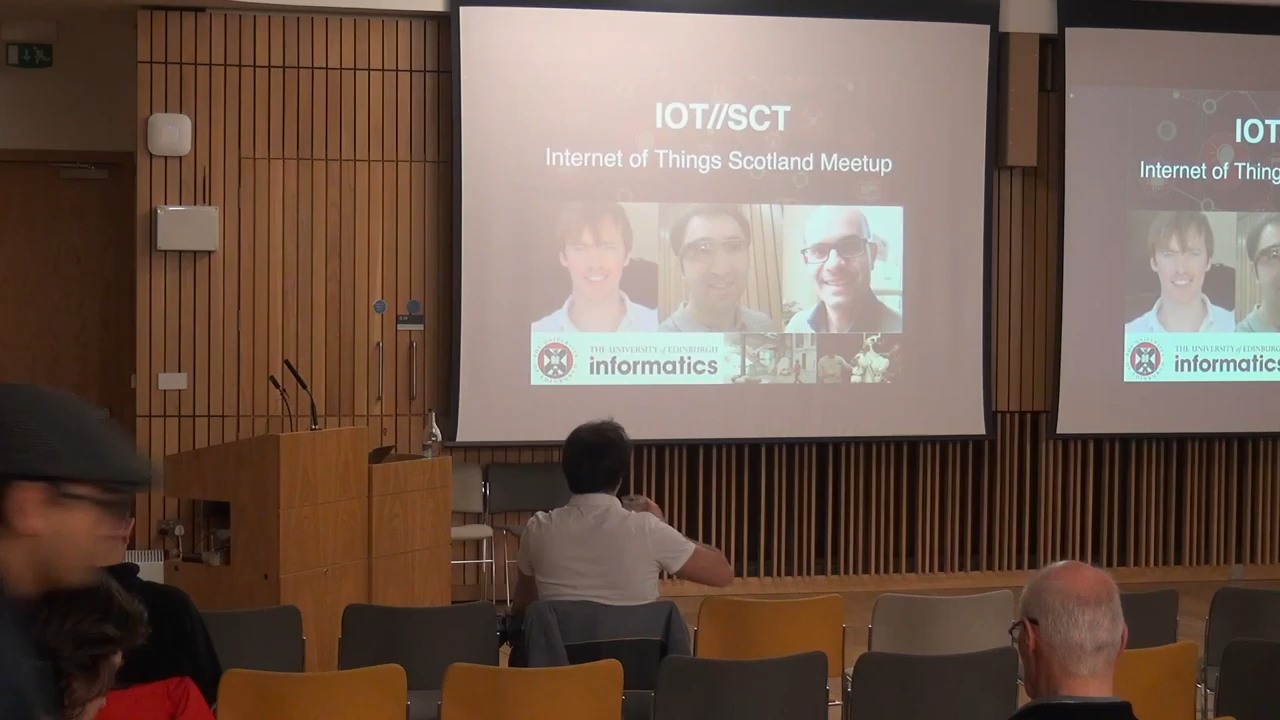 IOT//SCT
Internet of Things Scotland Meetup
THE UNIVERSITY of EDINBURGH
informatics
IOT
Internet of Thing
THE UNIVERSITY of EDINBURG
informatics